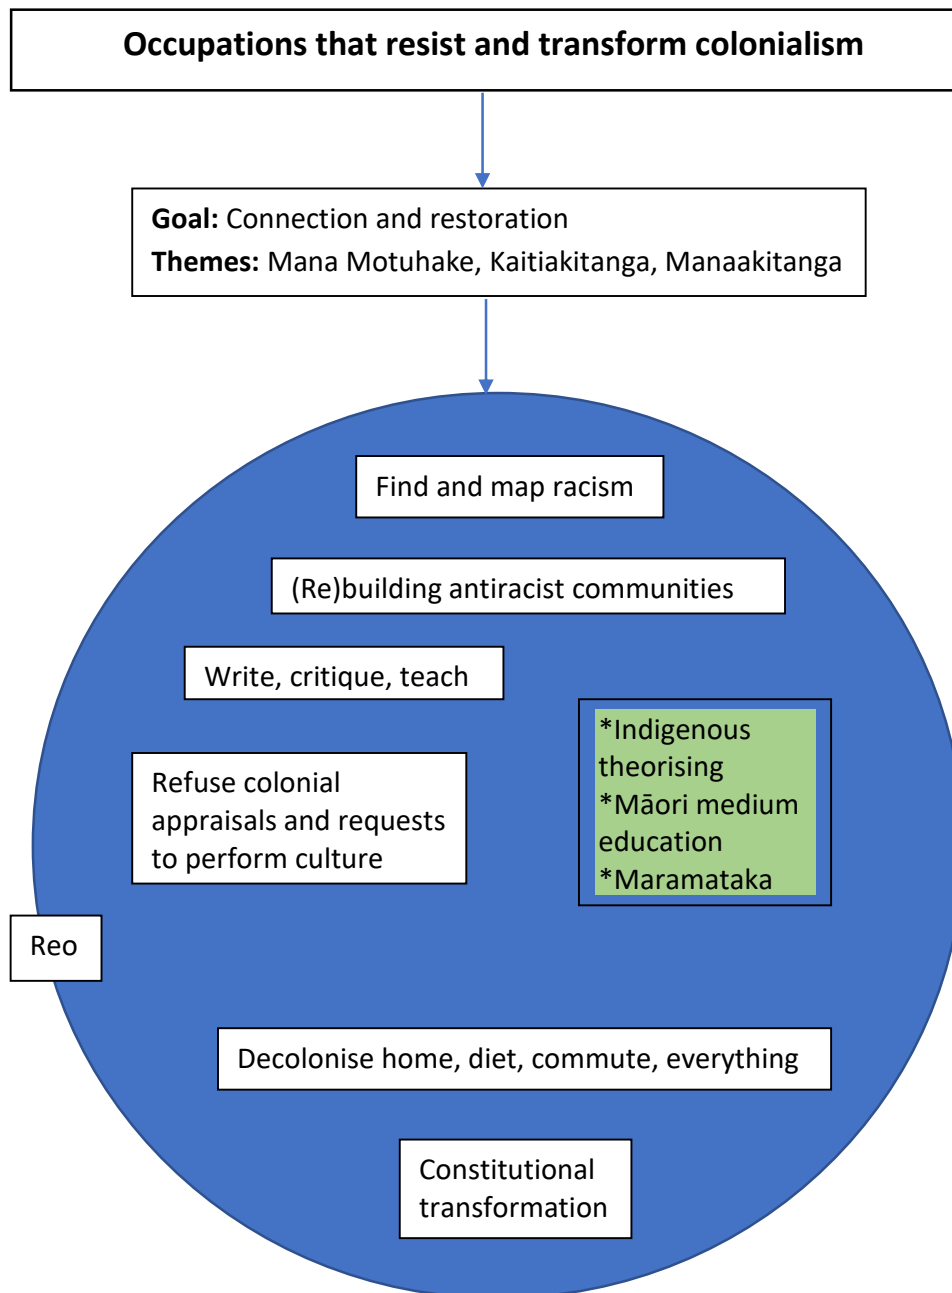 Occupations that resist and transform colonialism
Goal: Connection and restoration
Themes: Mana Motuhake, Kaitiakitanga, Manaakitanga
Find and map racism
(Re)building antiracist communities
Write, critique, teach
*Indigenous
theorising
*Māori medium
education
*Maramataka
Refuse colonial
appraisals and requests
to perform culture
Reo
Decolonise home, diet, commute, everything
Constitutional
transformation